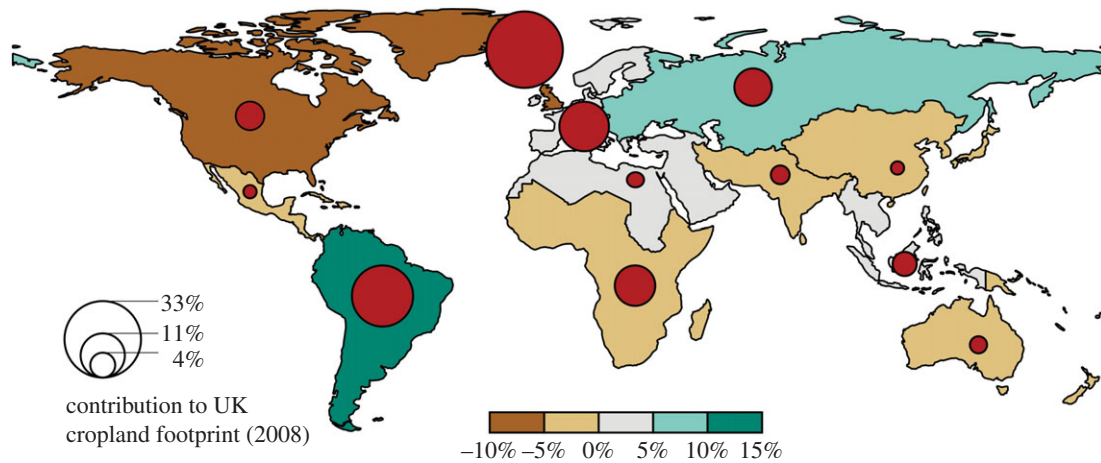 33%
11%
4%
contribution to UK
cropland footprint (2008)
–10% –5% 0% 5% 10% 15%